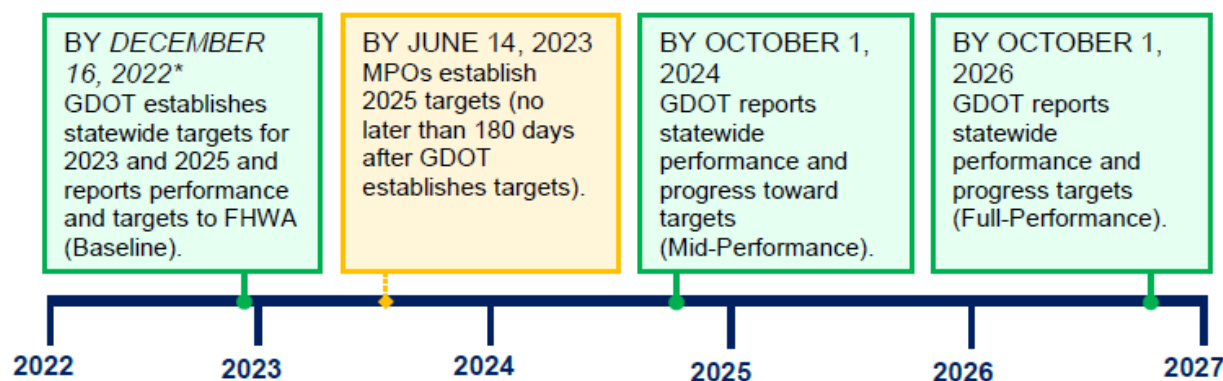 BY DECEMBER
16, 2022*
GDOT establishes
statewide targets for
2023 and 2025 and
reports performance
and targets to FHWA
(Baseline).
BY JUNE 14, 2023
MPOs establish
2025 targets (no
later than 180 days
after GDOT
establishes targets).
BY OCTOBER 1,
2024
GDOT reports
statewide
performance and
progress toward
targets
(Mid-Performance).
BY OCTOBER 1,
2026
GDOT reports
statewide
performance and
progress targets
(Full-Performance).
2022
2023
2024
2025
2026
2027